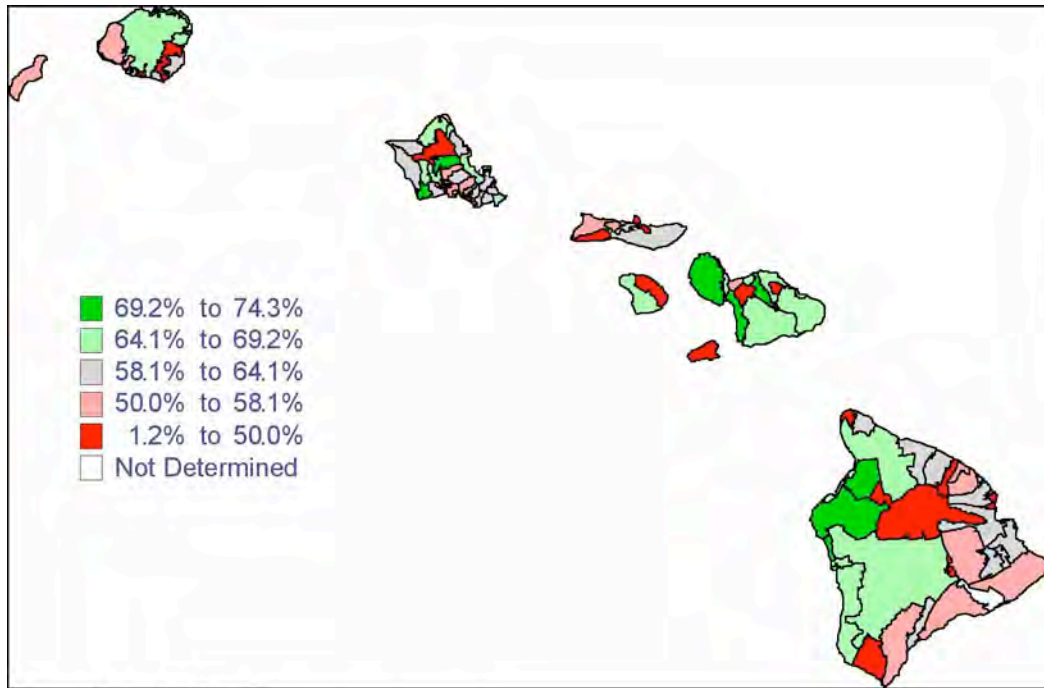 69.2% to 74.3%
64.1% to 69.2%
58.1% to 64.1%
50.0% to 58.1%
1.2% to 50.0%
Not Determined